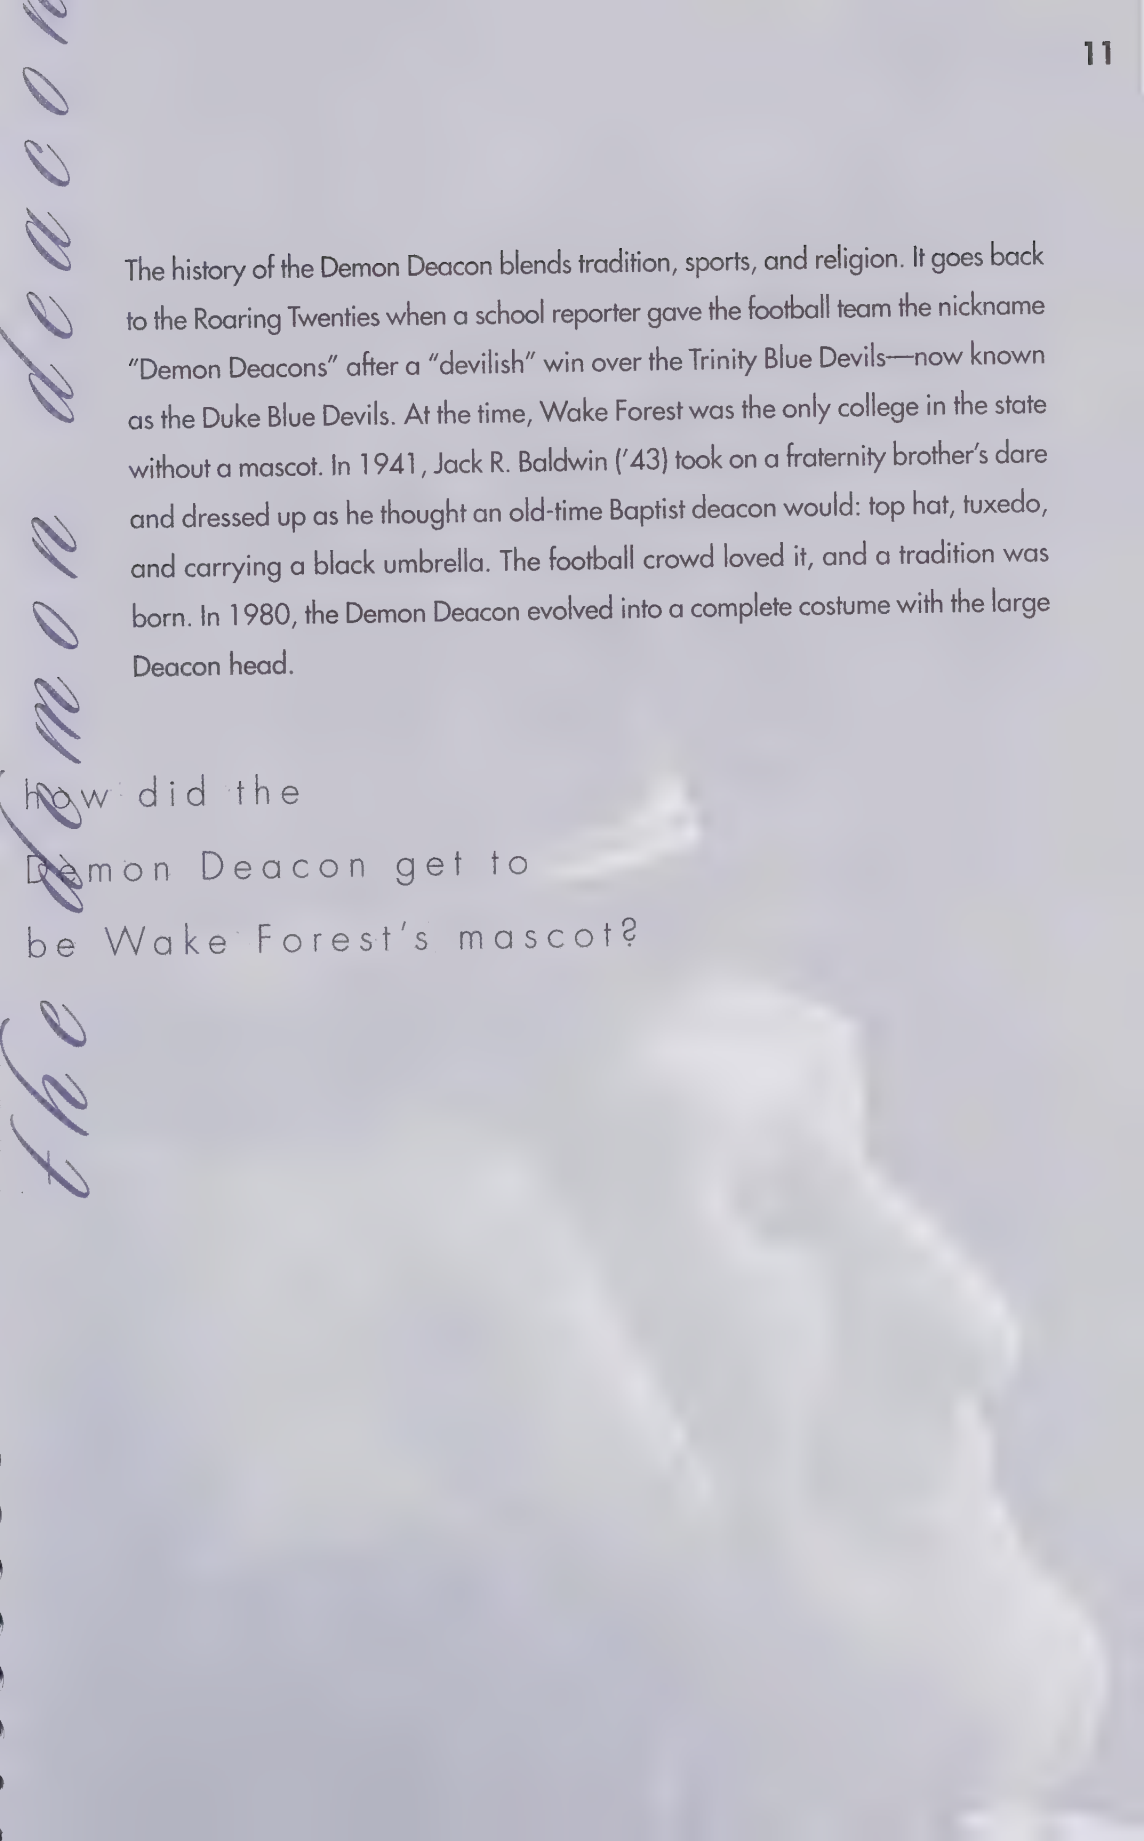 11
the demon deacon
The history of the Demon Deacon blends tradition, sports, and religion. It goes back
to the Roaring Twenties when a school reporter gave the football team the nickname
"Demon Deacons" after a "devilish" win over the Trinity Blue Devils—now known
as the Duke Blue Devils. At the time, Wake Forest was the only college in the state
without a mascot. In 1941, Jack R. Baldwin ('43) took on a fraternity brother's dare
and dressed up as he thought an old-time Baptist deacon would: top hat, tuxedo,
and carrying a black umbrella. The football crowd loved it, and a tradition was
born. In 1980, the Demon Deacon evolved into a complete costume with the large
Deacon head.
how did the
Demon Deacon get to
be Wake Forest's mascot?